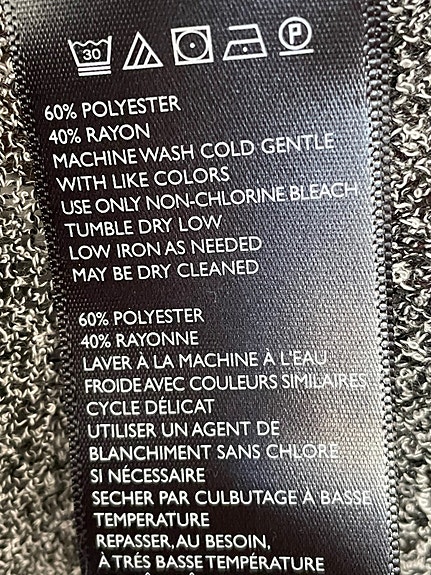 30
P
60% POLYESTER
40% RAYON
MACHINE WASH COLD GENTLE
WITH LIKE COLORS
USE ONLY NON-CHLORINE BLEACH
TUMBLE DRY LOW
LOW IRON AS NEEDED
MAY BE DRY CLEANED
60% POLYESTER
40% RAYONNE
LAVER À LA MACHINE À L'EAU
FROIDE AVEC COULEURS SIMILAIRES
CYCLE DÉLICAT
UTILISER UN AGENT DE
BLANCHIMENT SANS CHLORE
SI NÉCESSAIRE
SECHER PAR CULBUTAGE À BASSE
TEMPERATURE
REPASSER, AU BESOIN,
À TRÉS BASSE TEMPÉRATURE